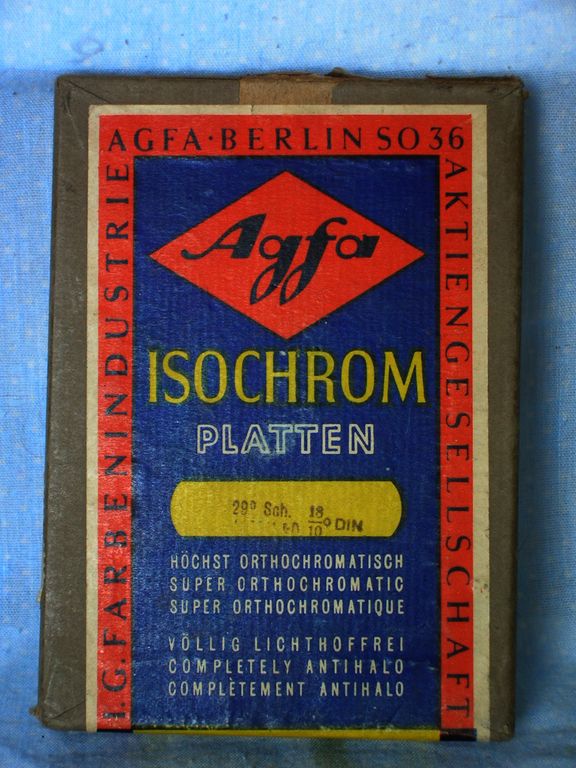 AGFA·BERLIN SO 36
I.G. FARBENINDUSTRIE
AKTIENGESELLSCHAFT
Agfa
ISOCHROM
PLATTEN
29° Sch. 18/10° DIN
HÖCHST ORTHOCHROMATISCH
SUPER ORTHOCHROMATIC
SUPER ORTHOCHROMATIQUE
VÖLLIG LICHTHOFFREI
COMPLETELY ANTIHALO
COMPLÈTEMENT ANTIHALO